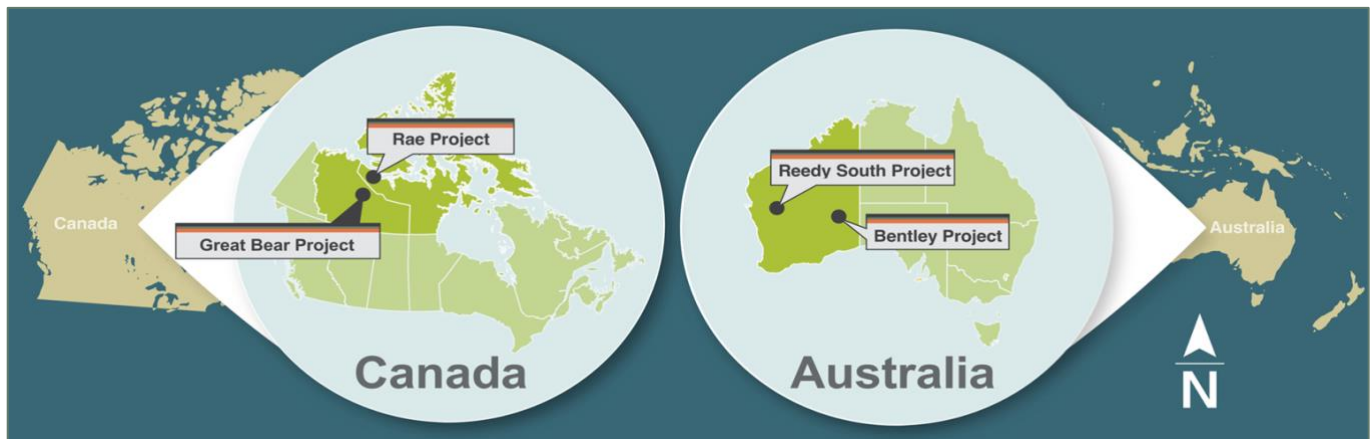 Canada
Rae Project
Great Bear Project
Canada
Reedy South Project
Bentley Project
Australia
Australia
N